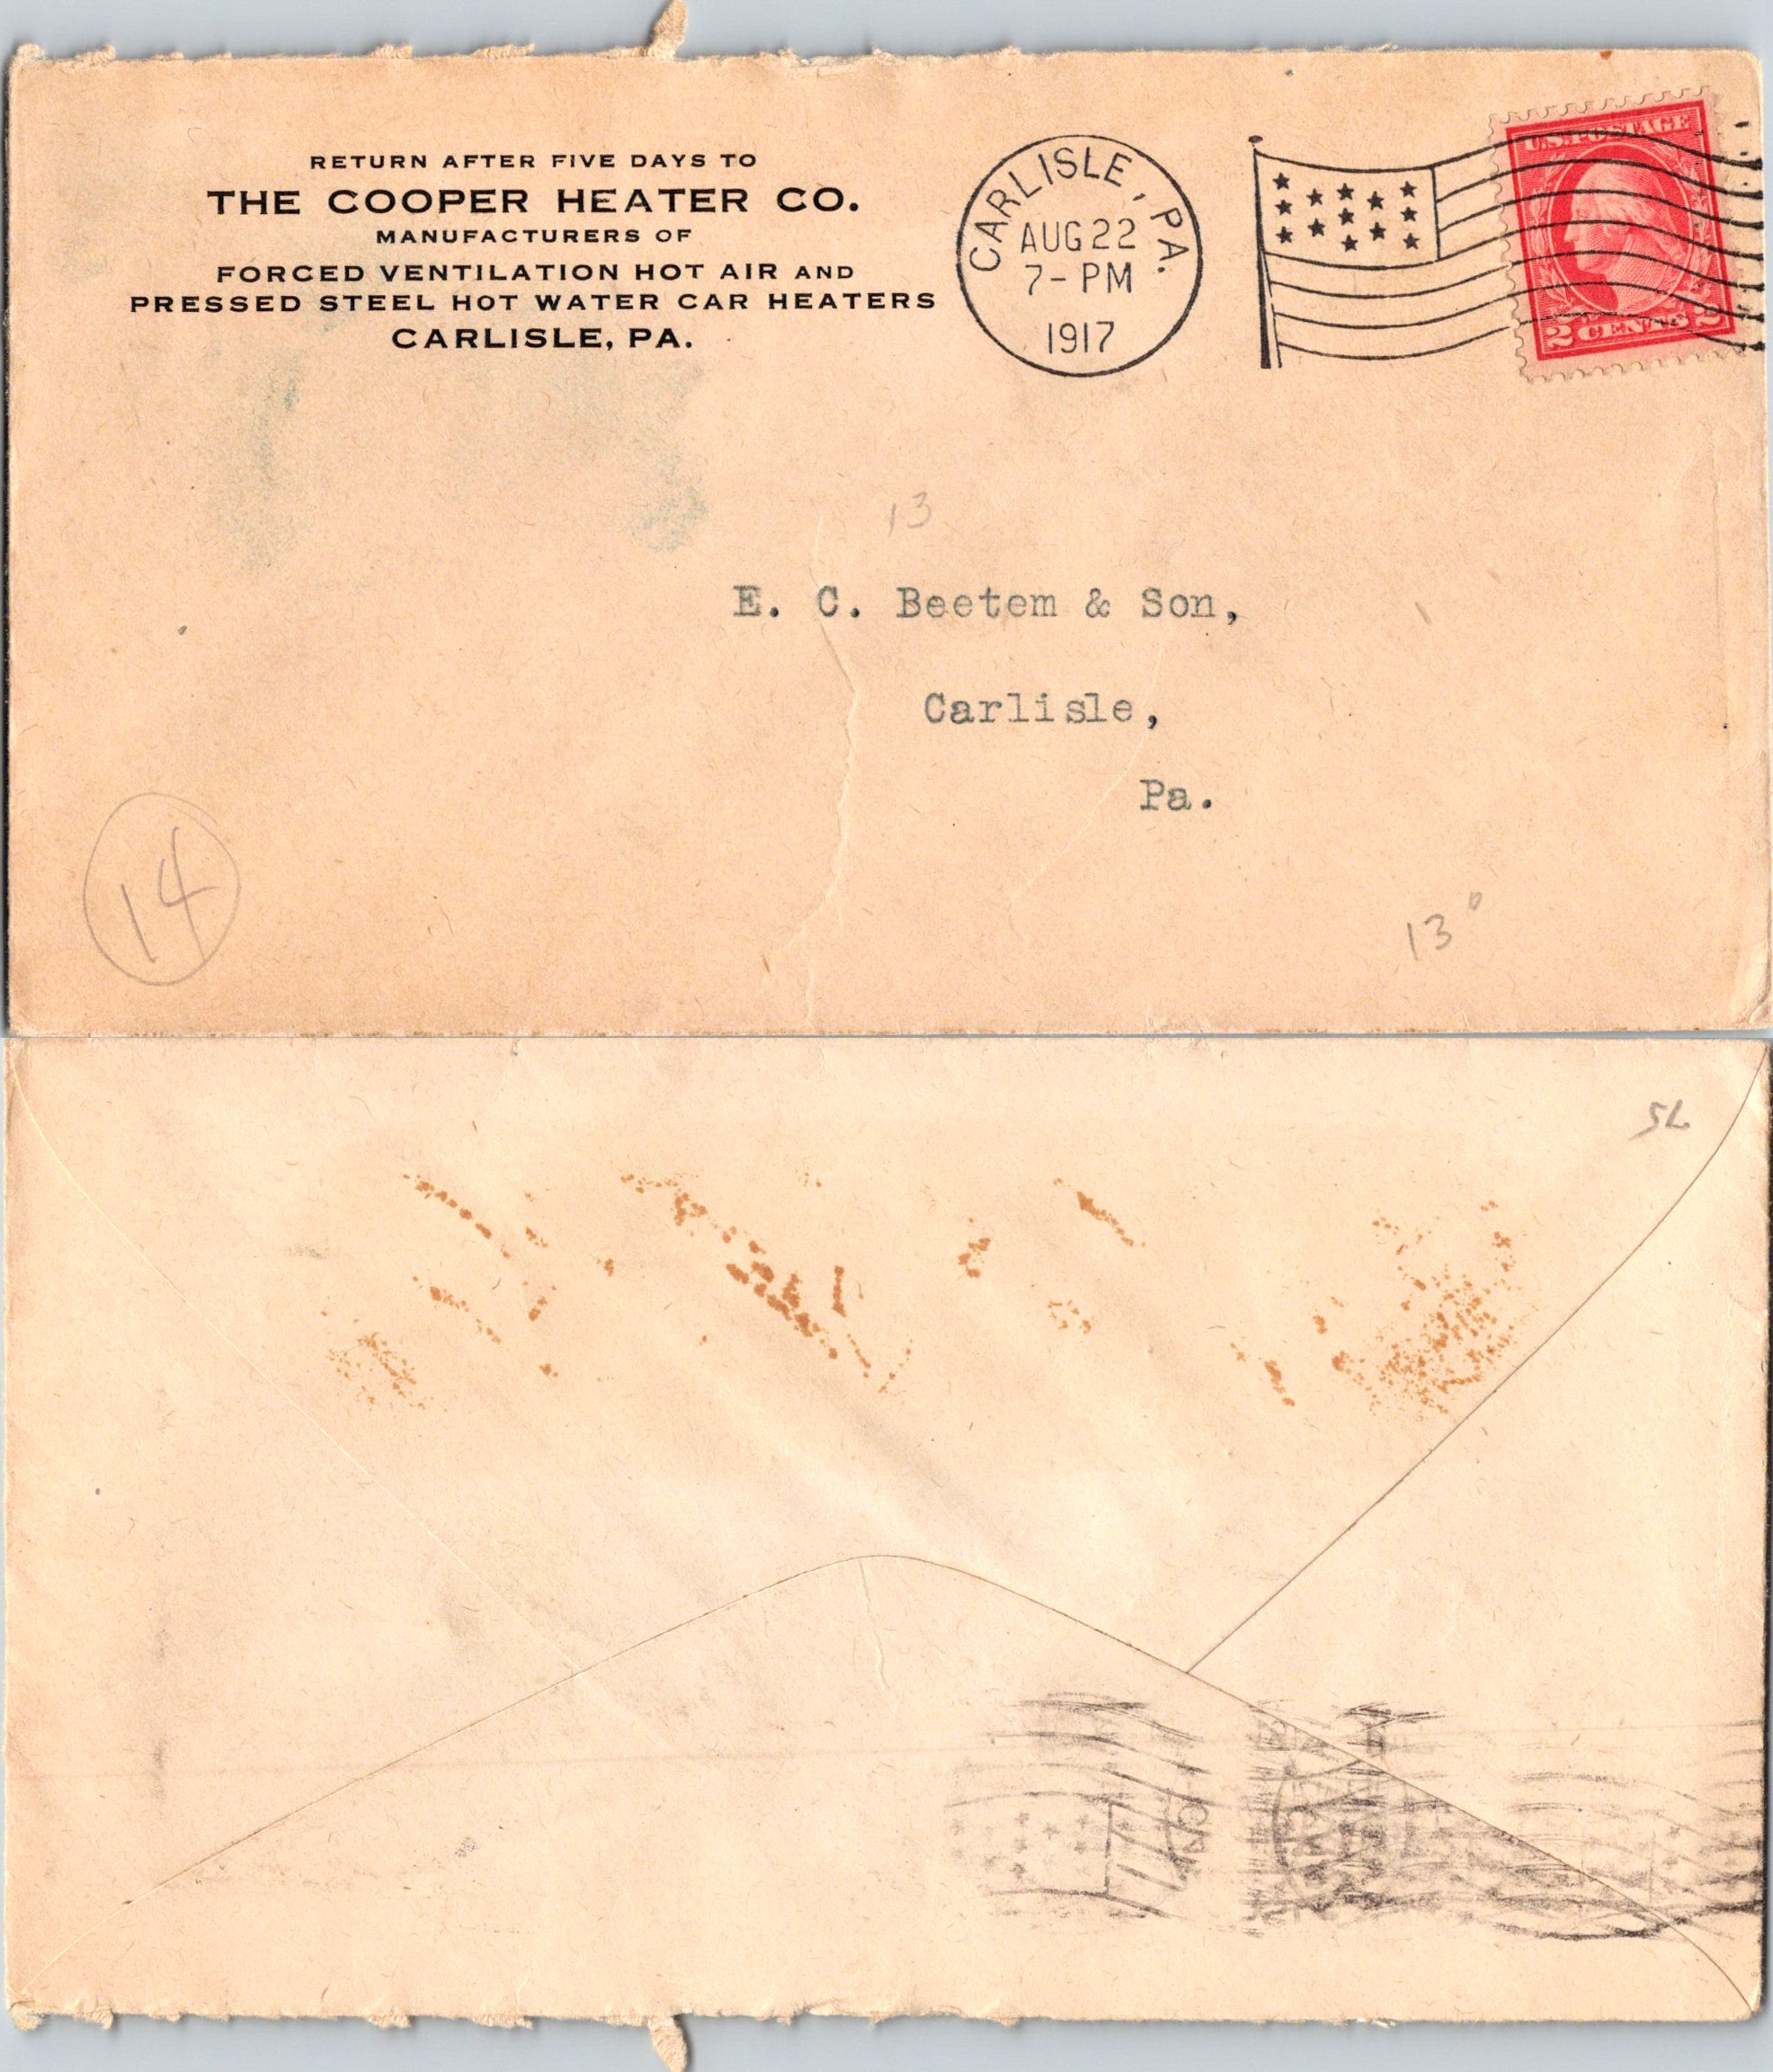 RETURN AFTER FIVE DAYS TO
THE COOPER HEATER CO.
MANUFACTURERS OF
FORCED VENTILATION HOT AIR AND
PRESSED STEEL HOT WATER CAR HEATERS
CARLISLE, PA.
CARLISLE, PA.
AUG 22
7-PM
1917
U.S. POSTAGE
2 CENTS 2
13
E. C. Beetem & Son,
Carlisle,
Pa.
14
13⁰